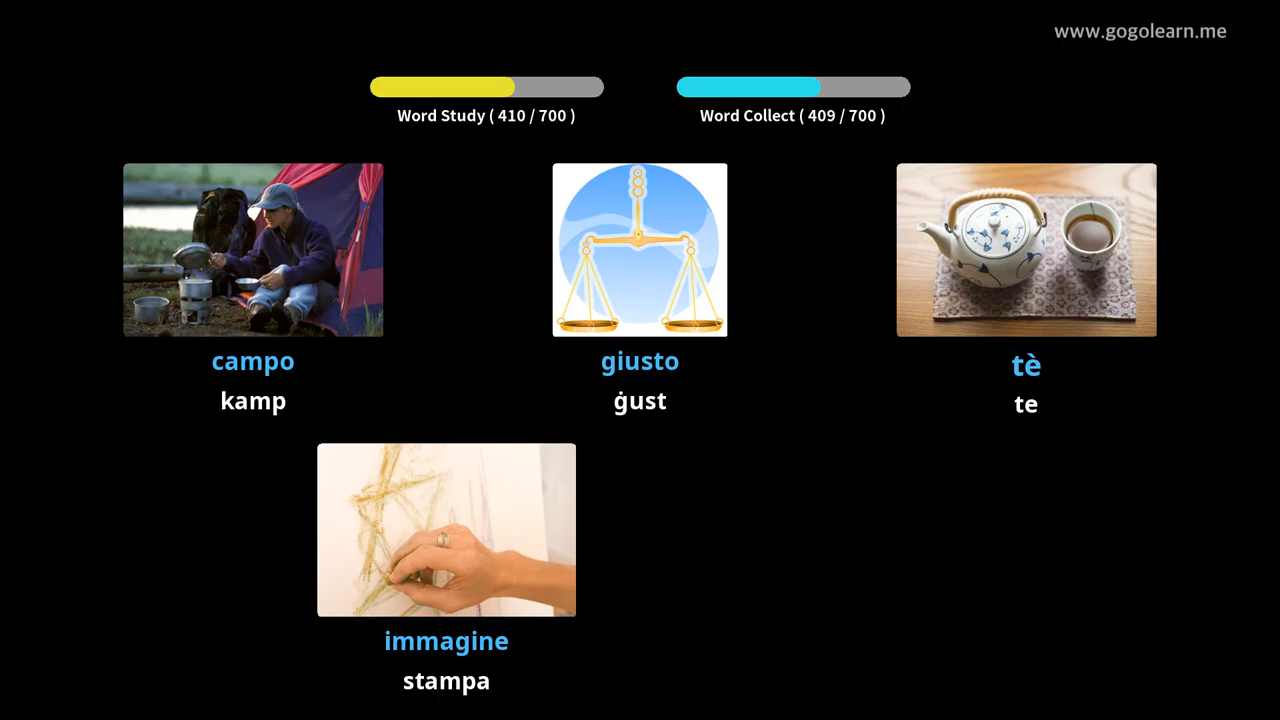 www.gogolearn.me
Word Study ( 410 / 700 )
Word Collect ( 409 / 700 )
campo
kamp
giusto
ġust
tè
te
immagine
stampa